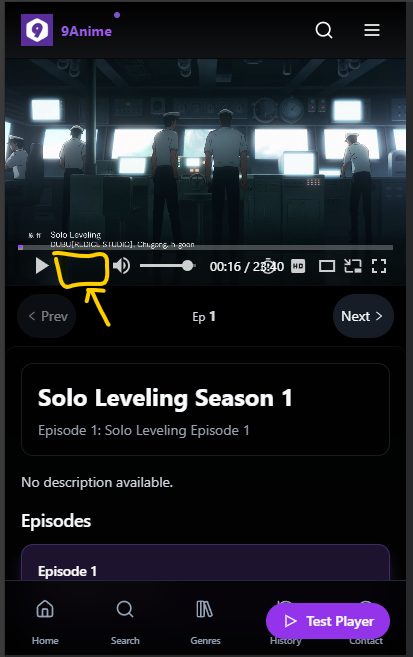 9Anime
Solo Leveling
DUBU[REDICE STUDIO], Chugong, h-goon
00:16 / 23:40
HD
< Prev
Ep 1
Next >
Solo Leveling Season 1
Episode 1: Solo Leveling Episode 1
No description available.
Episodes
Episode 1
Test Player
Home
Search
Genres
History
Contact